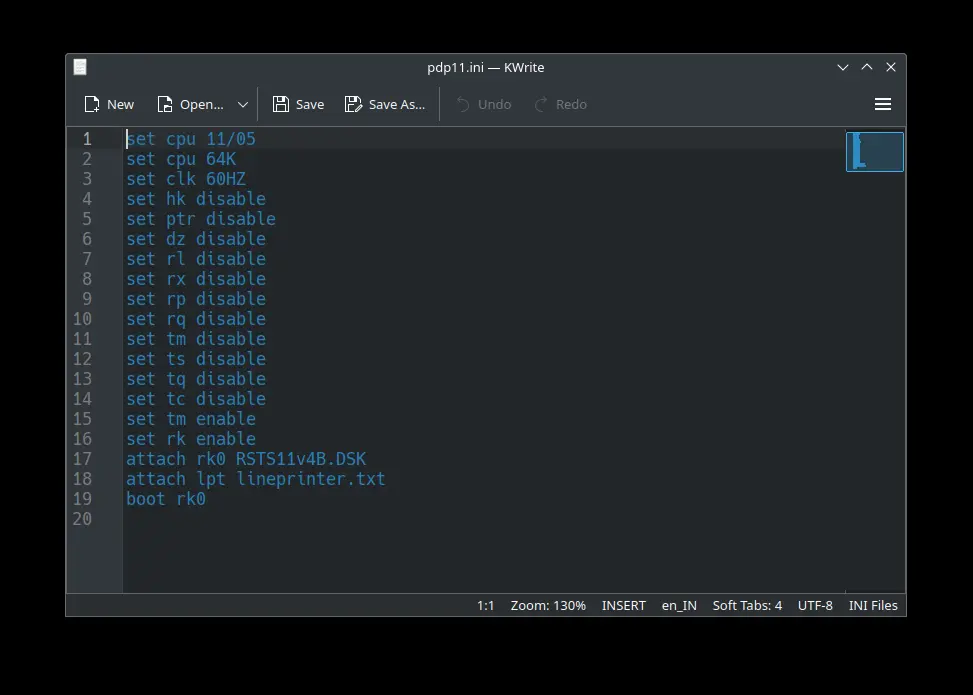 pdp11.ini — KWrite
New Open... Save Save As... Undo Redo
1 set cpu 11/05
2 set cpu 64K
3 set clk 60HZ
4 set hk disable
5 set ptr disable
6 set dz disable
7 set rl disable
8 set rx disable
9 set rp disable
10 set rq disable
11 set tm disable
12 set ts disable
13 set tq disable
14 set tc disable
15 set tm enable
16 set rk enable
17 attach rk0 RSTS11v4B.DSK
18 attach lpt lineprinter.txt
19 boot rk0
20
1:1 Zoom: 130% INSERT en_IN Soft Tabs: 4 UTF-8 INI Files